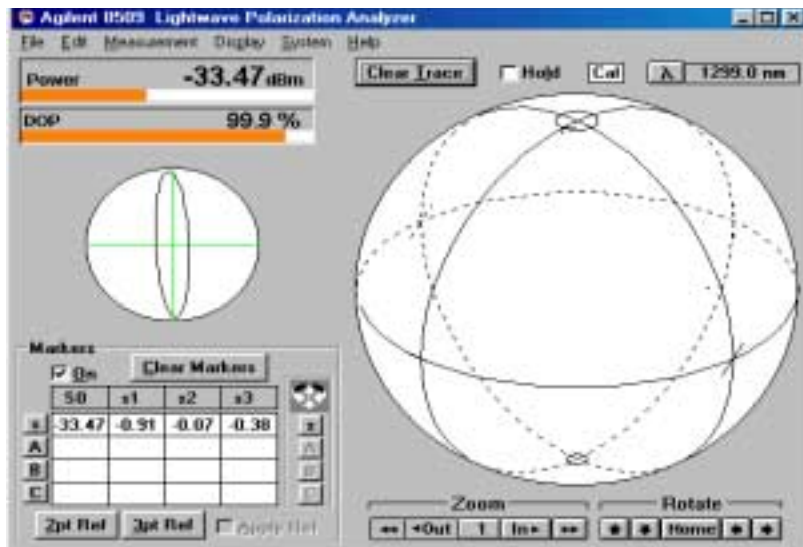 Agilent 8509 Lightwave Polarization Analyzer
File Edit Measurement Display System Help
Power -33.47 dBm
DOP 99.9 %
Clear Trace Hold Cal λ 1299.0 nm
Markers
On Clear Markers
S0 s1 s2 s3
s -33.47 -0.91 -0.07 -0.38 s
A A
B B
C C
2pt Ref 3pt Ref Apply Ref
Zoom
Out 1 In
Rotate
Home